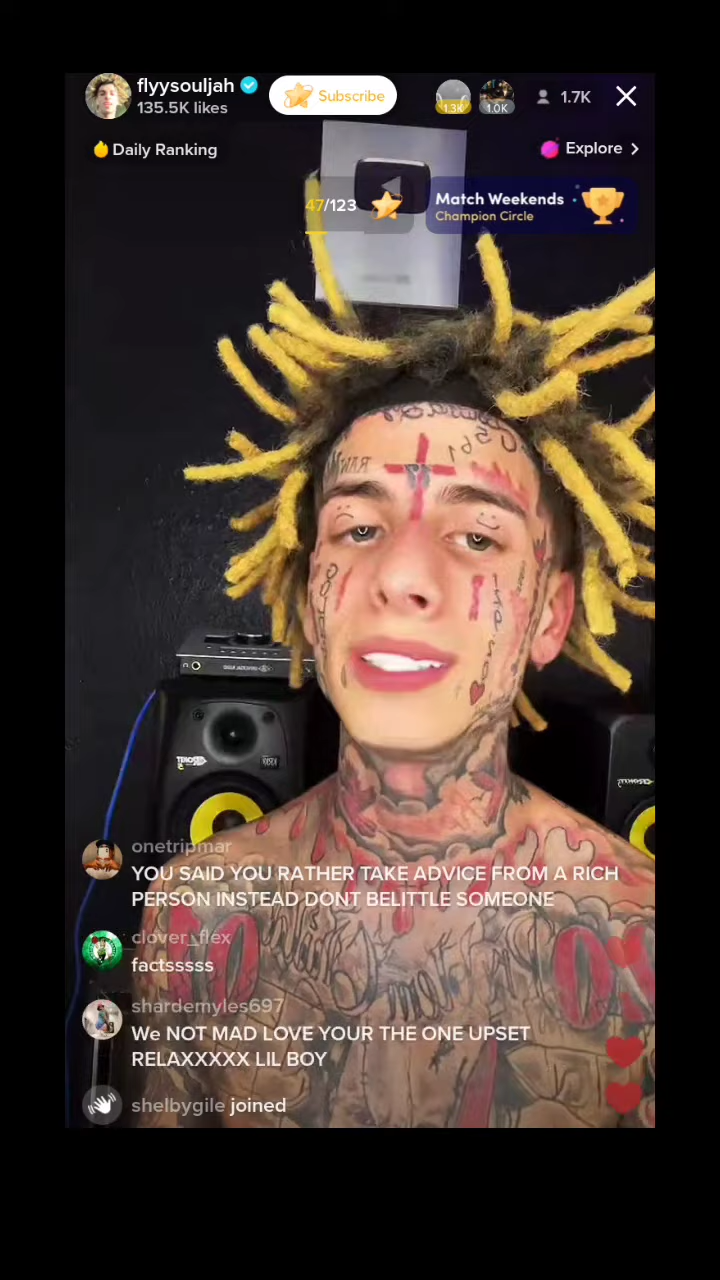 flyysouljah
135.5K likes
Subscribe
1.3K
1.0K
1.7K
Daily Ranking
Explore
47/123
Match Weekends
Champion Circle
561
RAW
onetripmar
YOU SAID YOU RATHER TAKE ADVICE FROM A RICH
PERSON INSTEAD DONT BELITTLE SOMEONE
clover_flex
factsssss
shardemyles697
We NOT MAD LOVE YOUR THE ONE UPSET
RELAXXXXX LIL BOY
shelbygile joined